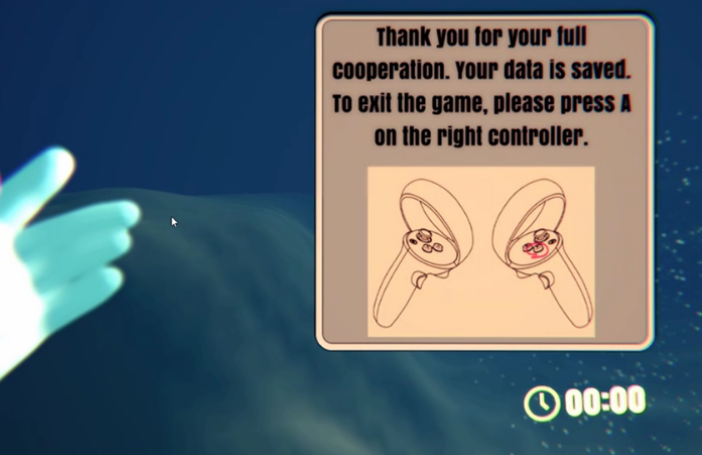 Thank you for your full
cooperation. Your data is saved.
To exit the game, please press A
on the right controller.
00:00